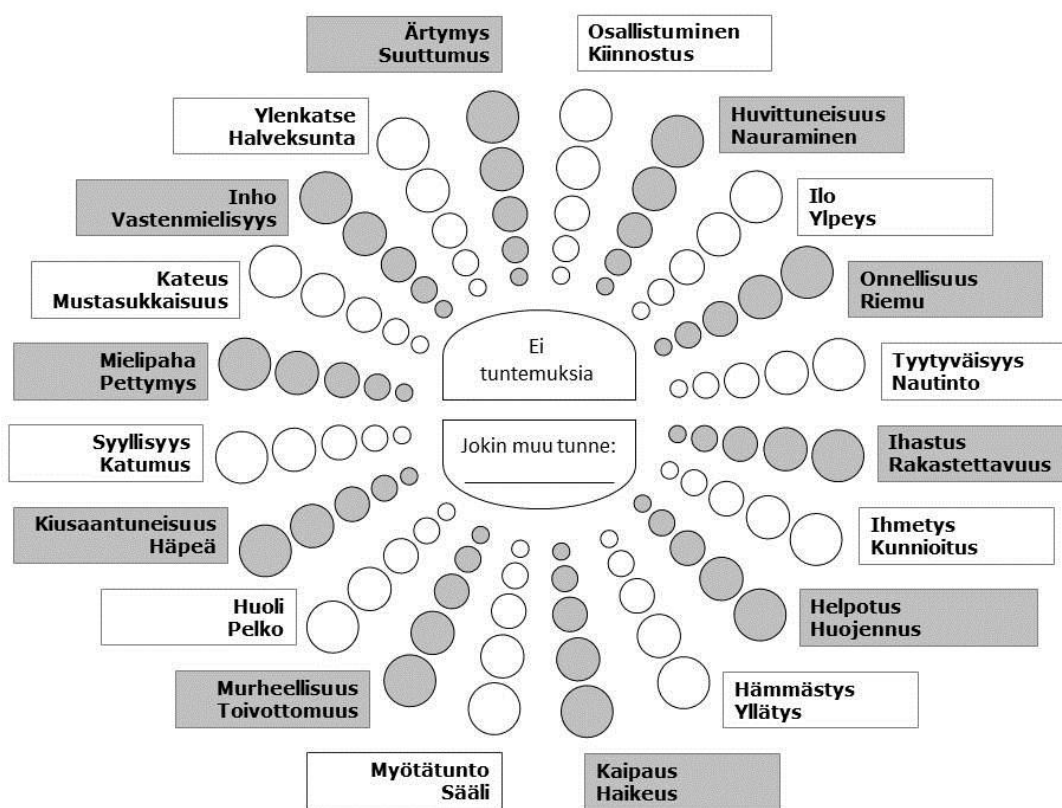 Ärtymys
Suuttumus
Osallistuminen
Kiinnostus
Ylenkatse
Halveksunta
Huvittuneisuus
Nauraminen
Inho
Vastenmielisyys
Ilo
Ylpeys
Kateus
Mustasukkaisuus
Onnellisuus
Riemu
Mielipaha
Pettymys
Ei
tuntemuksia
Tyytyväisyys
Nautinto
Syyllisyys
Katumus
Jokin muu tunne:
Ihastus
Rakastettavuus
Kiusaantuneisuus
Häpeä
Ihmetys
Kunnioitus
Huoli
Pelko
Helpotus
Huojennus
Murheellisuus
Toivottomuus
Hämmästys
Yllätys
Myötätunto
Sääli
Kaipaus
Haikeus